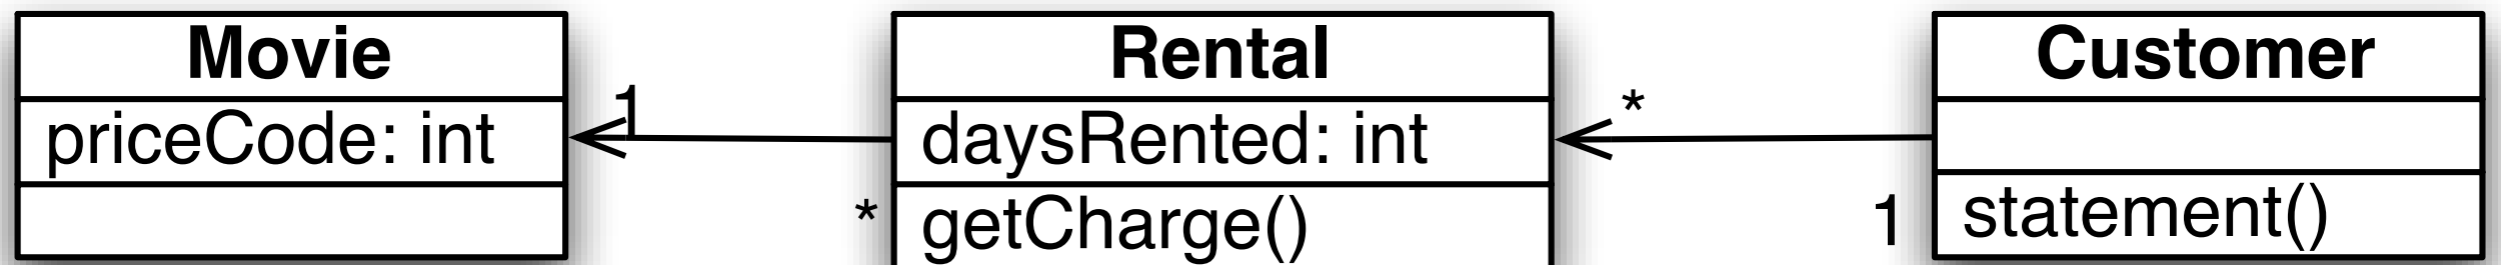 Movie
priceCode: int
1
*
Rental
daysRented: int
getCharge()
*
1
Customer
statement()